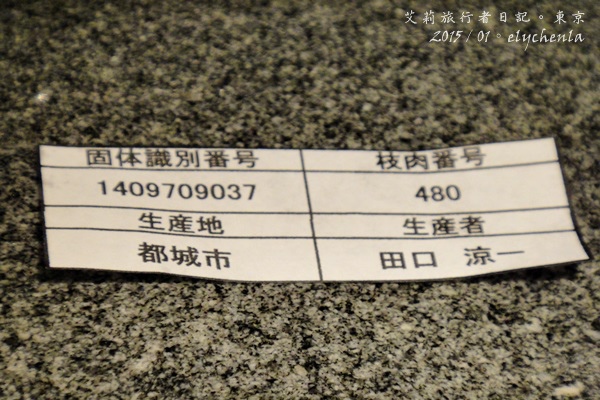 艾莉旅行者日記。東京
2015/01。elychenla
固体識別番号 枝肉番号
1409709037 480
生産地 生産者
都城市 田口 涼一